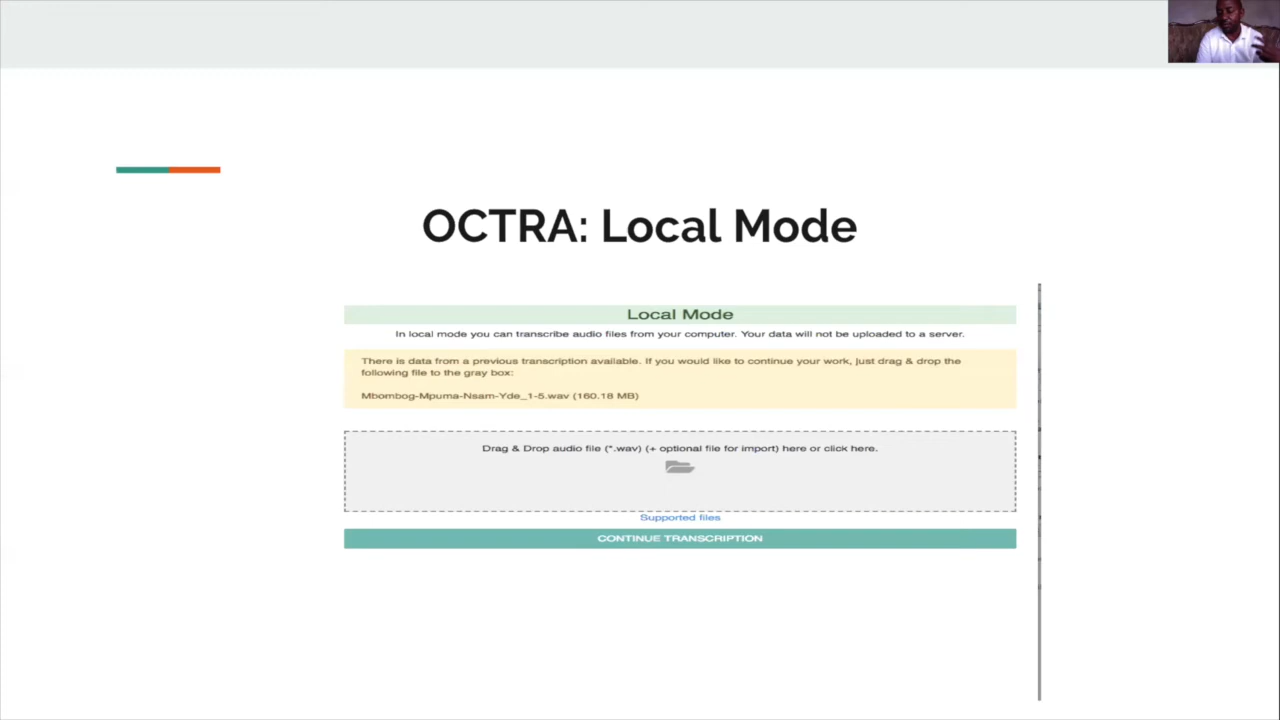 OCTRA: Local Mode
Local Mode
In local mode you can transcribe audio files from your computer. Your data will not be uploaded to a server.
There is data from a previous transcription available. If you would like to continue your work, just drag & drop the
following file to the gray box:
Mbombog-Mpuma-Nsam-Yde_1-5.wav (160.18 MB)
Drag & Drop audio file (*.wav) (+ optional file for import) here or click here.
Supported files
CONTINUE TRANSCRIPTION